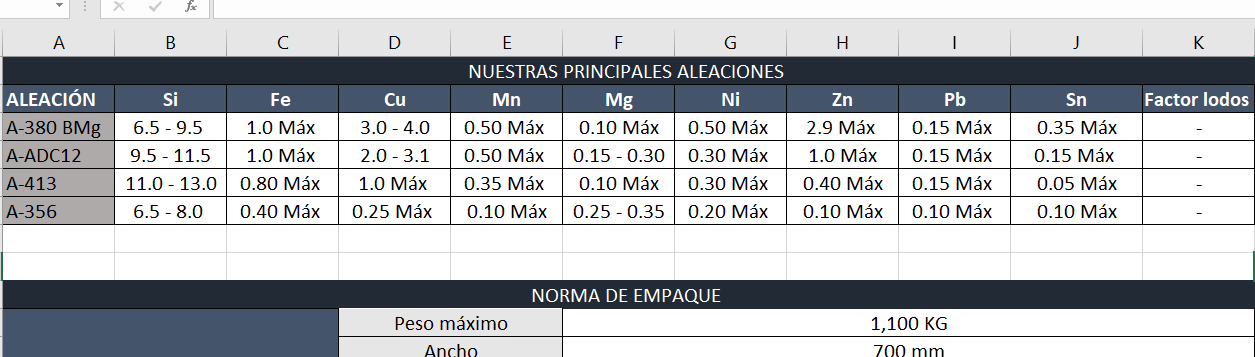 A B C D E F G H I J K
NUESTRAS PRINCIPALES ALEACIONES
ALEACIÓN Si Fe Cu Mn Mg Ni Zn Pb Sn Factor lodos
A-380 BMg 6.5 - 9.5 1.0 Máx 3.0 - 4.0 0.50 Máx 0.10 Máx 0.50 Máx 2.9 Máx 0.15 Máx 0.35 Máx -
A-ADC12 9.5 - 11.5 1.0 Máx 2.0 - 3.1 0.50 Máx 0.15 - 0.30 0.30 Máx 1.0 Máx 0.15 Máx 0.15 Máx -
A-413 11.0 - 13.0 0.80 Máx 1.0 Máx 0.35 Máx 0.10 Máx 0.30 Máx 0.40 Máx 0.15 Máx 0.05 Máx -
A-356 6.5 - 8.0 0.40 Máx 0.25 Máx 0.10 Máx 0.25 - 0.35 0.20 Máx 0.10 Máx 0.10 Máx 0.10 Máx -
NORMA DE EMPAQUE
Peso máximo 1,100 KG
Ancho 700 mm